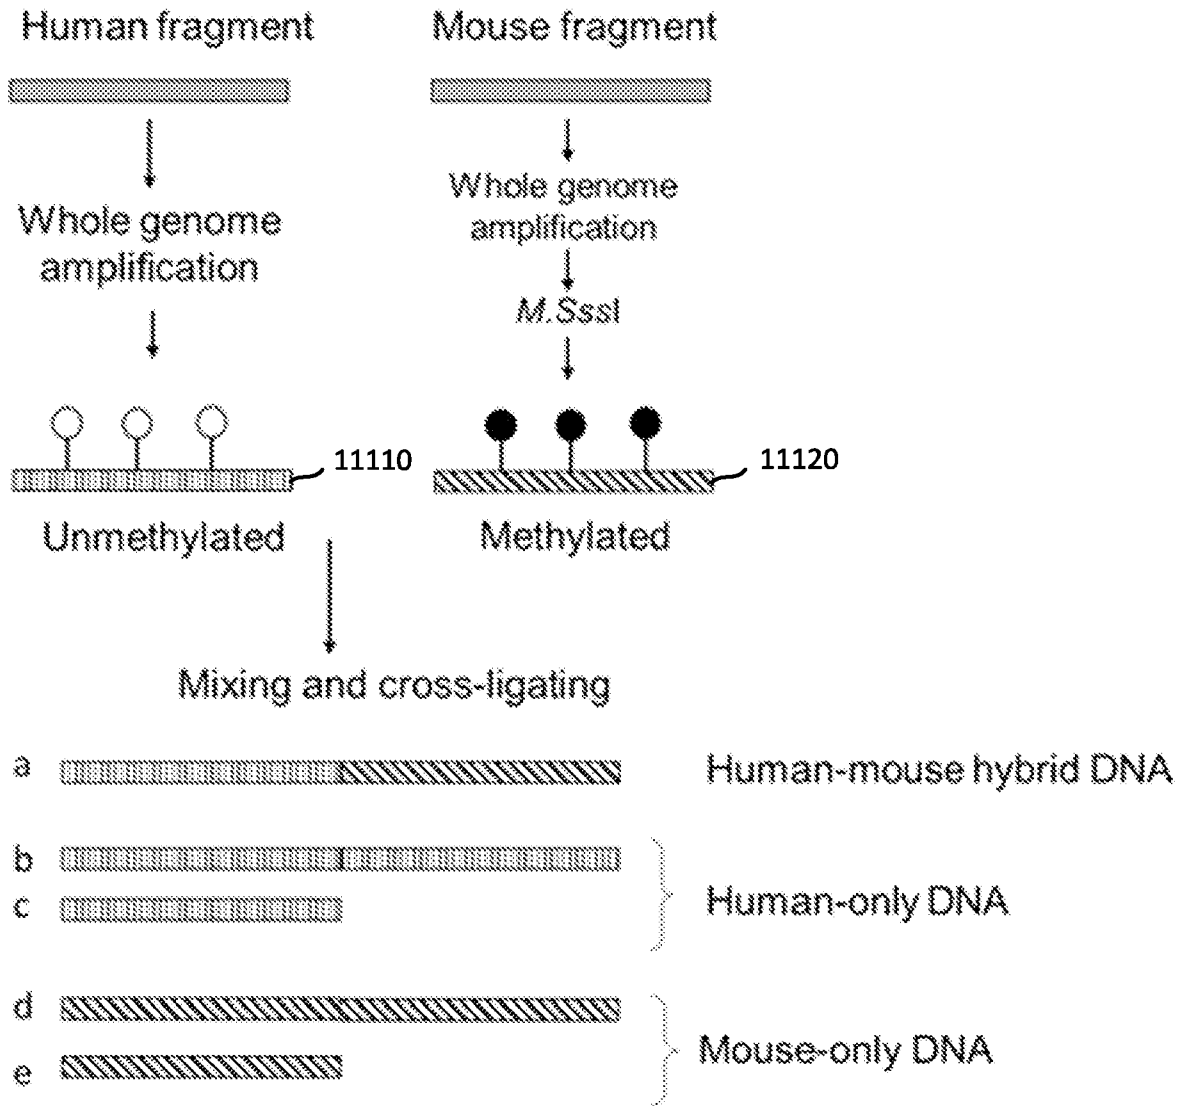 Human fragment
Mouse fragment
Whole genome
amplification
Whole genome
amplification
M.SssI
11110
11120
Unmethylated
Methylated
Mixing and cross-ligating
a
Human-mouse hybrid DNA
b
c
Human-only DNA
d
e
Mouse-only DNA